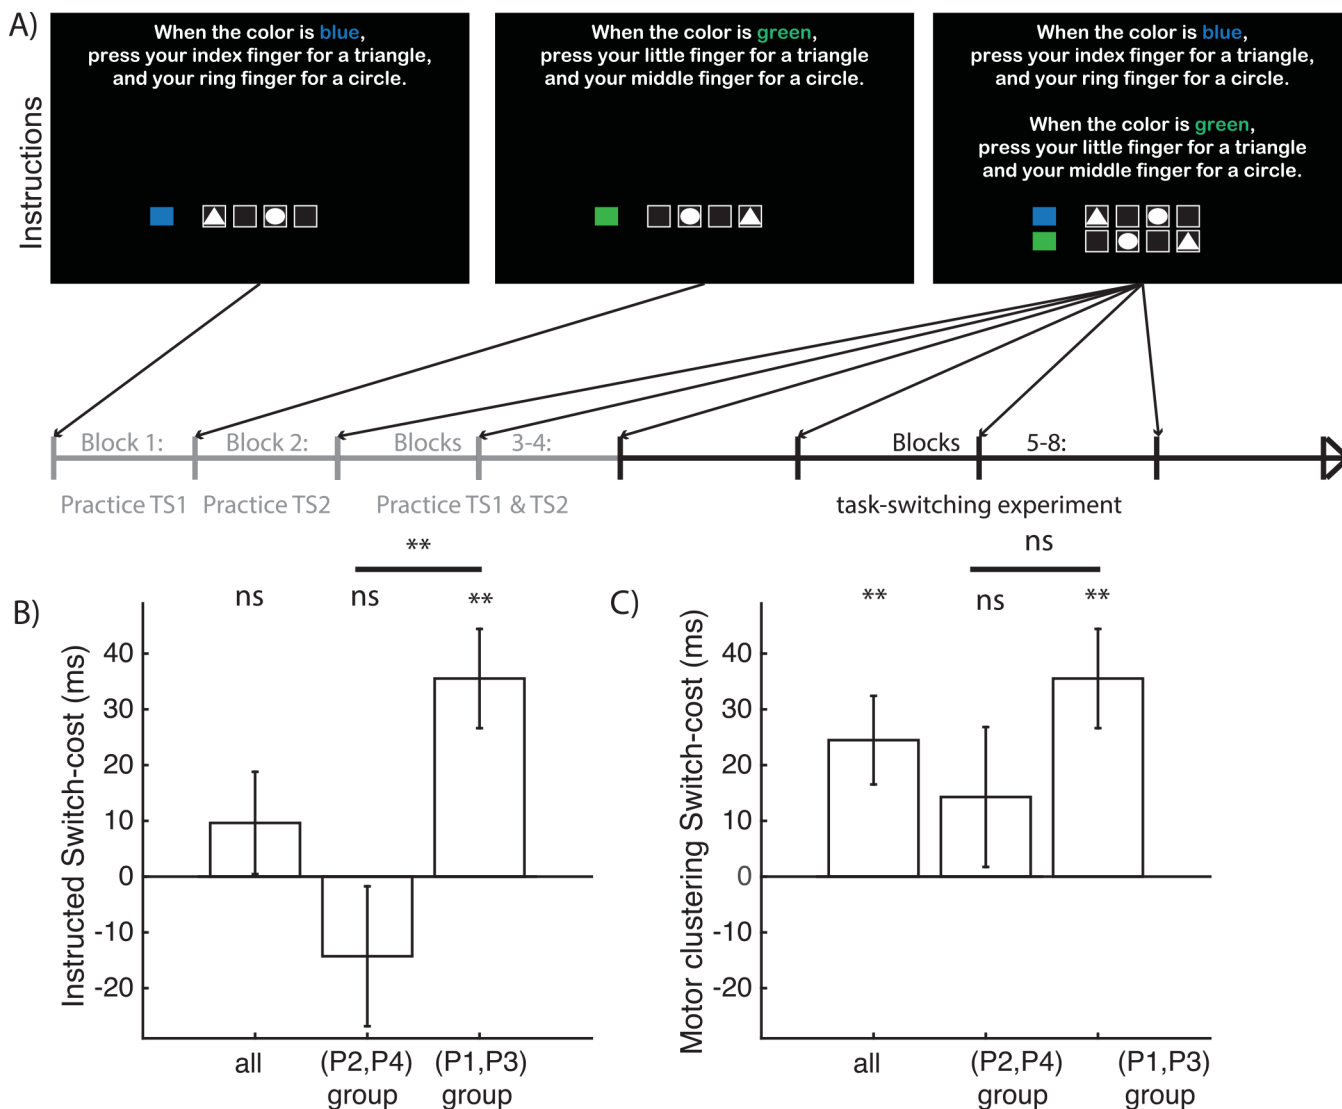 A)
Instructions
When the color is blue,
press your index finger for a triangle,
and your ring finger for a circle.
When the color is green,
press your little finger for a triangle
and your middle finger for a circle.
When the color is blue,
press your index finger for a triangle,
and your ring finger for a circle.
When the color is green,
press your little finger for a triangle
and your middle finger for a circle.
Block 1:
Block 2:
Blocks 3-4:
Blocks 5-8:
Practice TS1
Practice TS2
Practice TS1 & TS2
task-switching experiment
B)
Instructed Switch-cost (ms)
**
ns
ns
**
40
30
20
10
0
-10
-20
all
(P2,P4)
group
(P1,P3)
group
C)
Motor clustering Switch-cost (ms)
ns
**
ns
**
40
30
20
10
0
-10
-20
all
(P2,P4)
group
(P1,P3)
group